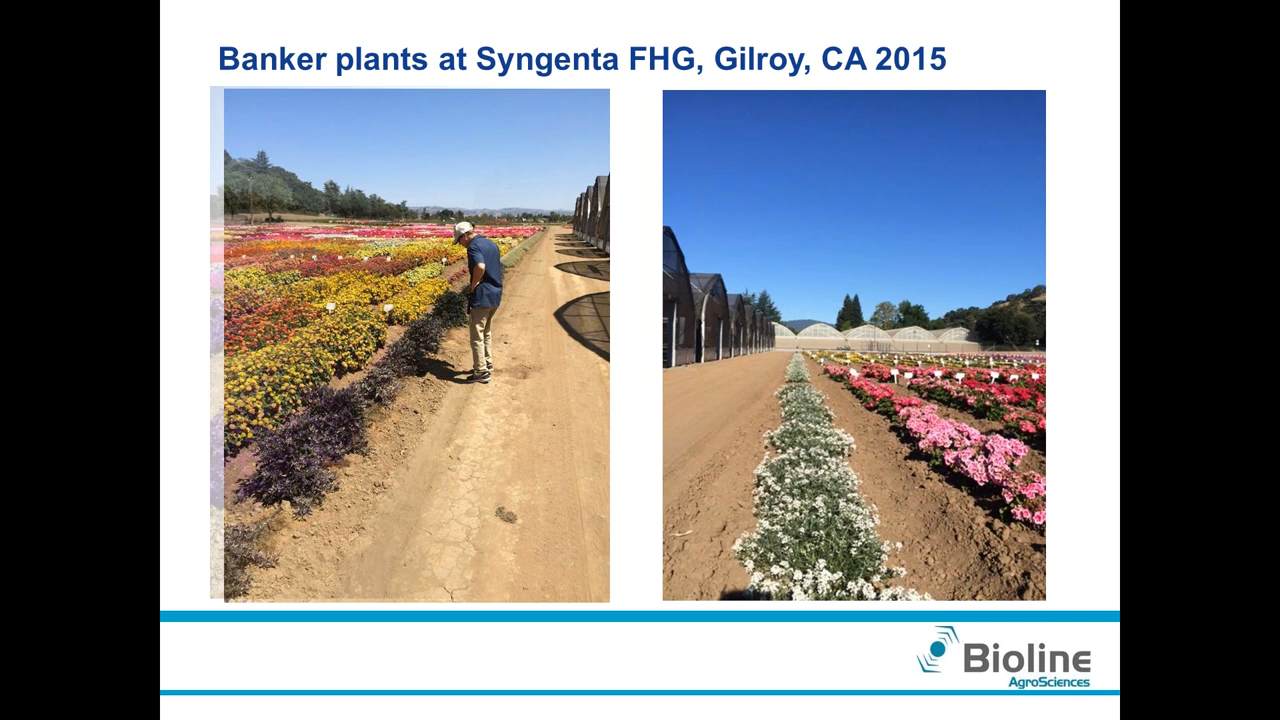 Banker plants at Syngenta FHG, Gilroy, CA 2015
Bioline
AgroSciences